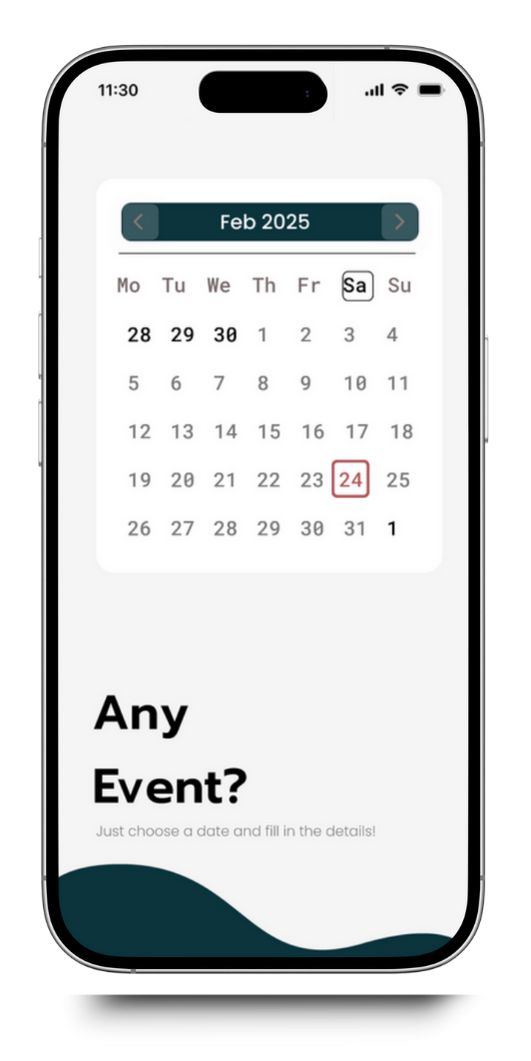 11:30
Feb 2025
Mo Tu We Th Fr Sa Su
28 29 30 1 2 3 4
5 6 7 8 9 10 11
12 13 14 15 16 17 18
19 20 21 22 23 24 25
26 27 28 29 30 31 1
Any
Event?
Just choose a date and fill in the details!